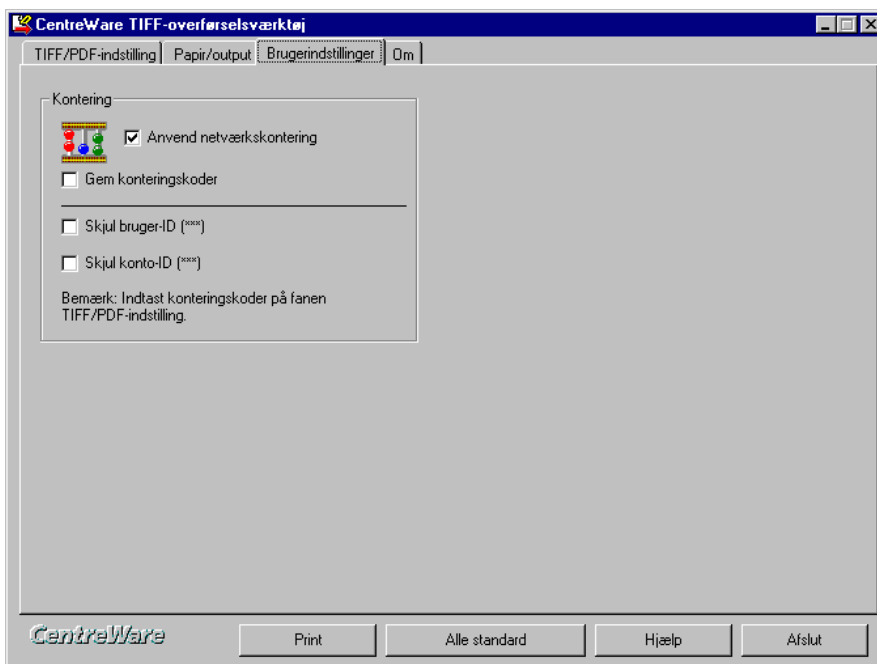 CentreWare TIFF-overførselsværktøj
TIFF/PDF-indstilling Papir/output Brugerindstillinger Om
Kontering
Anvend netværkskontering
Gem konteringskoder
Skjul bruger-ID (***)
Skjul konto-ID (***)
Bemærk: Indtast konteringskoder på fanen
TIFF/PDF-indstilling.
CentreWare Print Alle standard Hjælp Afslut